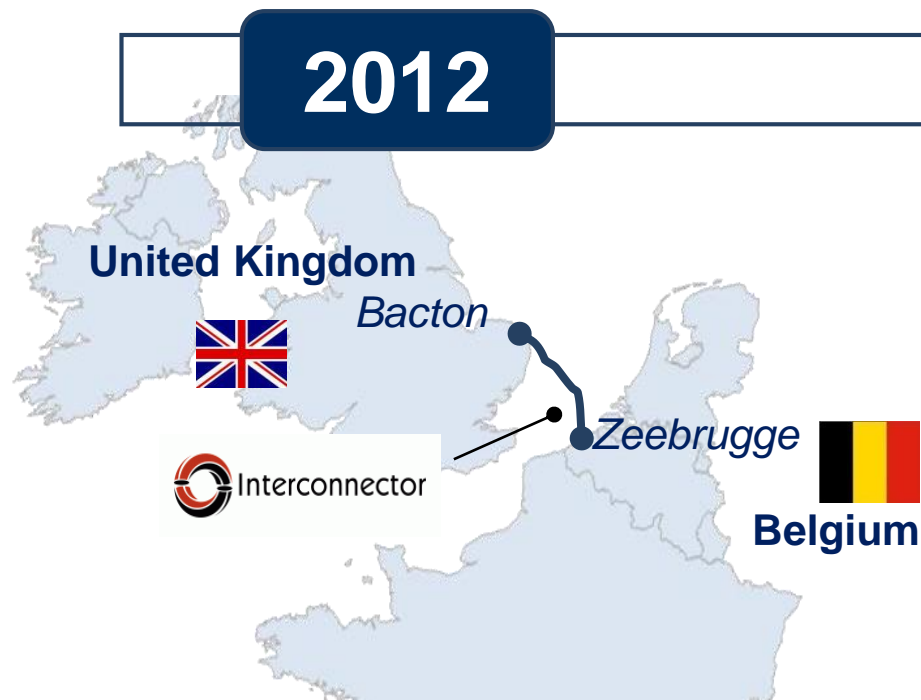 2012
United Kingdom
Bacton
Zeebrugge
Interconnector
Belgium